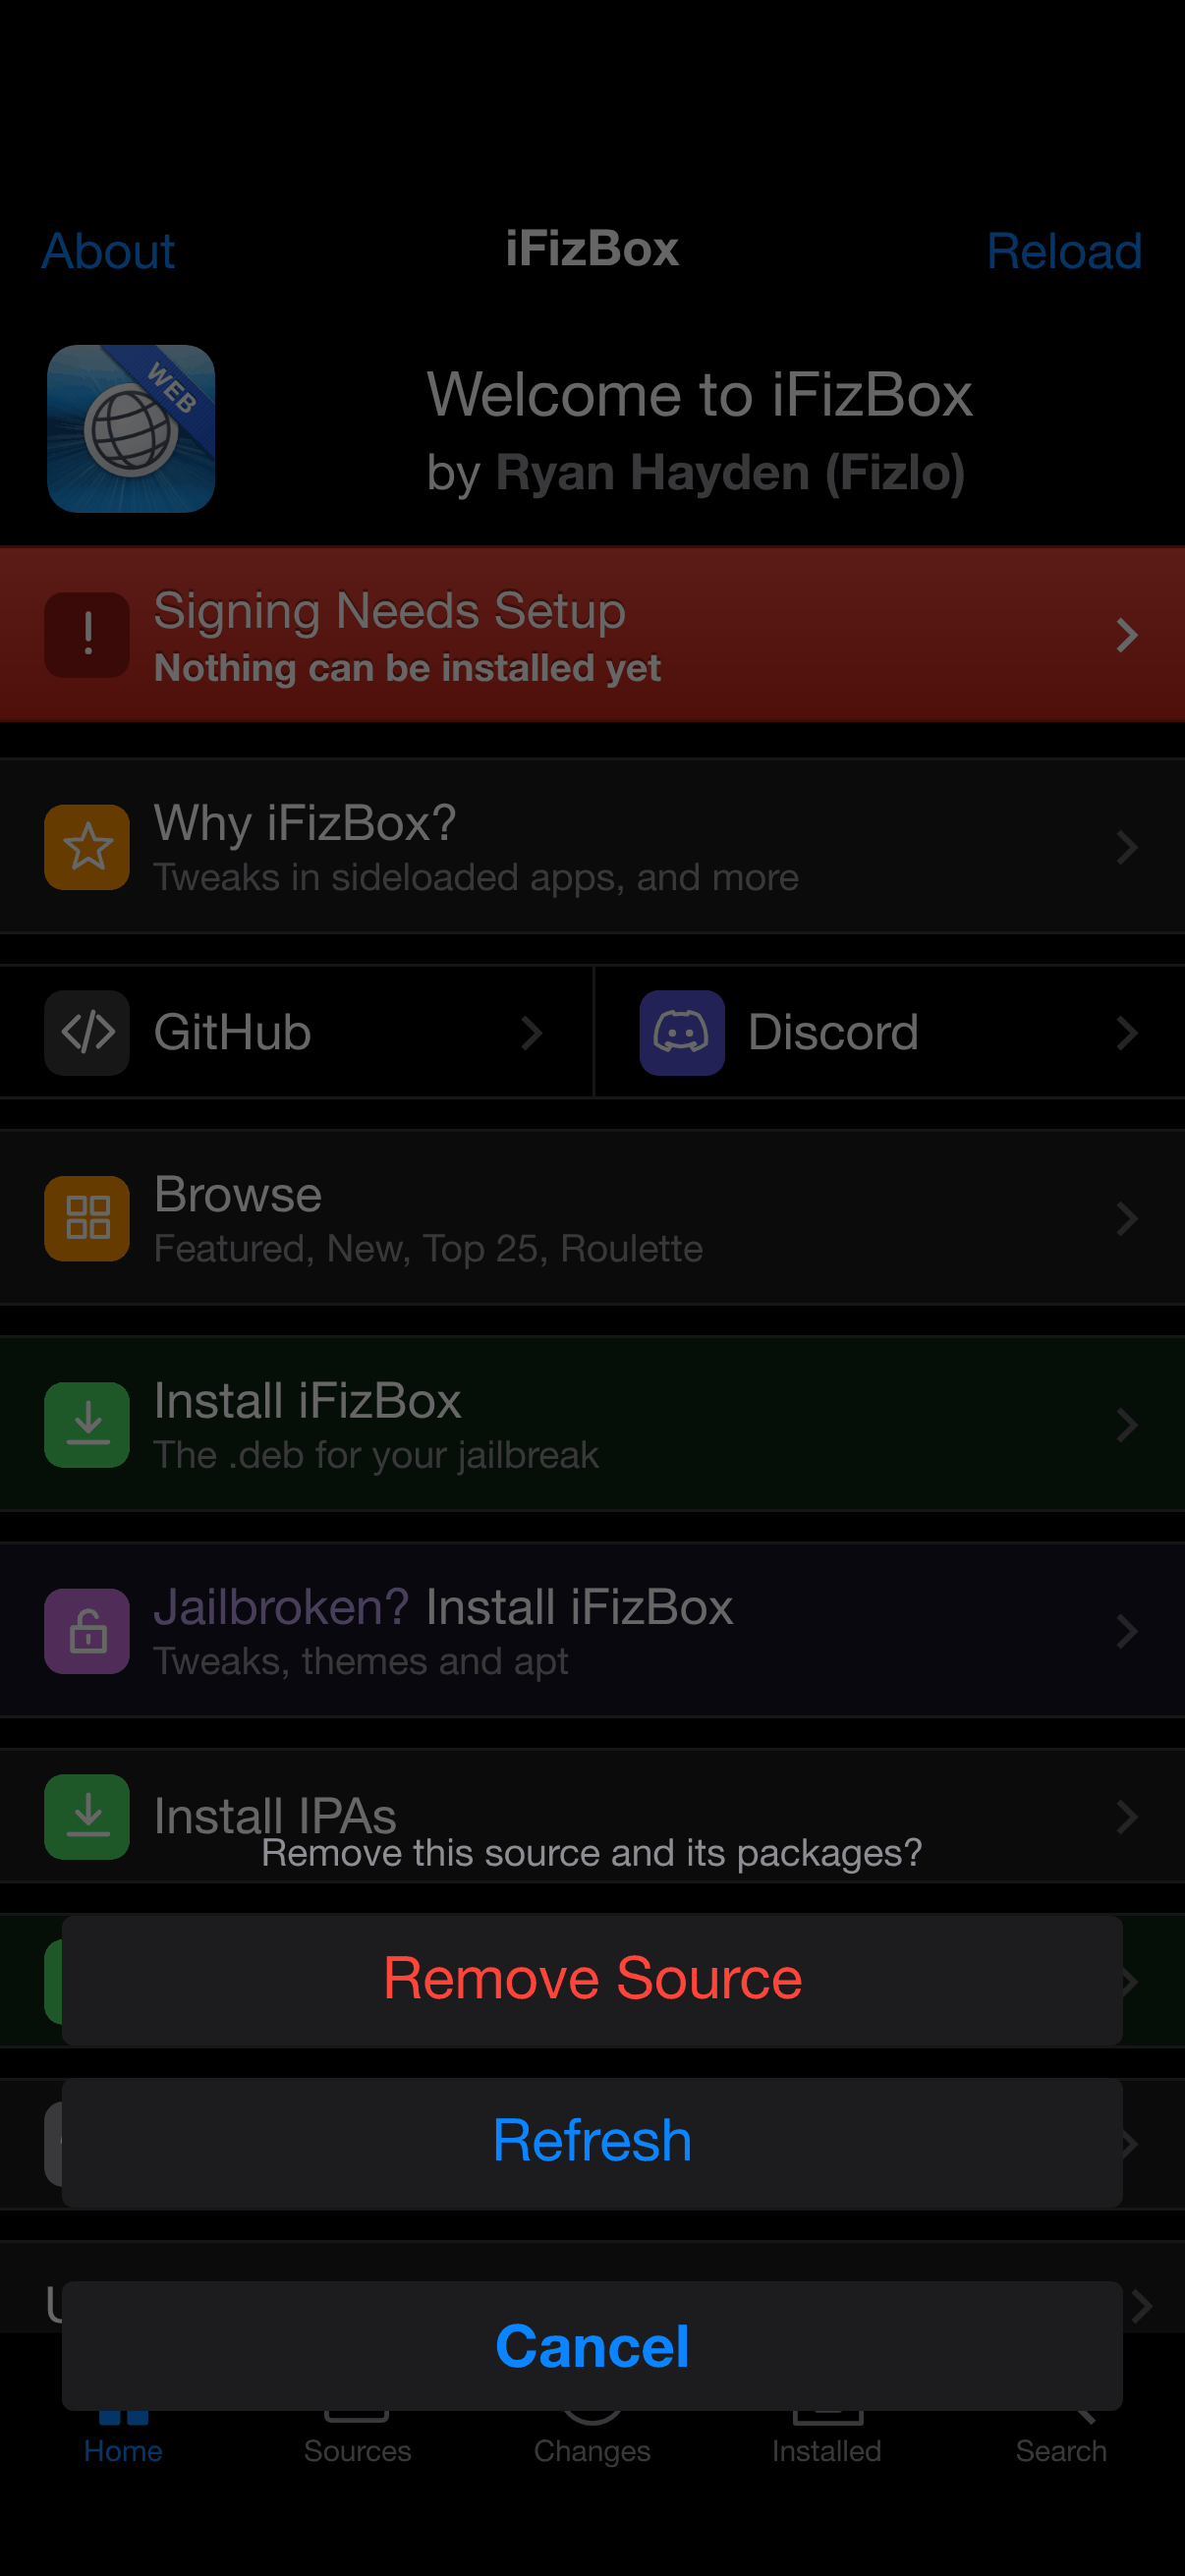 About
iFizBox
Reload
WEB
Welcome to iFizBox
by Ryan Hayden (Fizlo)
Signing Needs Setup
Nothing can be installed yet
Why iFizBox?
Tweaks in sideloaded apps, and more
GitHub
Discord
Browse
Featured, New, Top 25, Roulette
Install iFizBox
The .deb for your jailbreak
Jailbroken? Install iFizBox
Tweaks, themes and apt
Install IPAs
Remove this source and its packages?
Remove Source
Refresh
Cancel
Home
Sources
Changes
Installed
Search